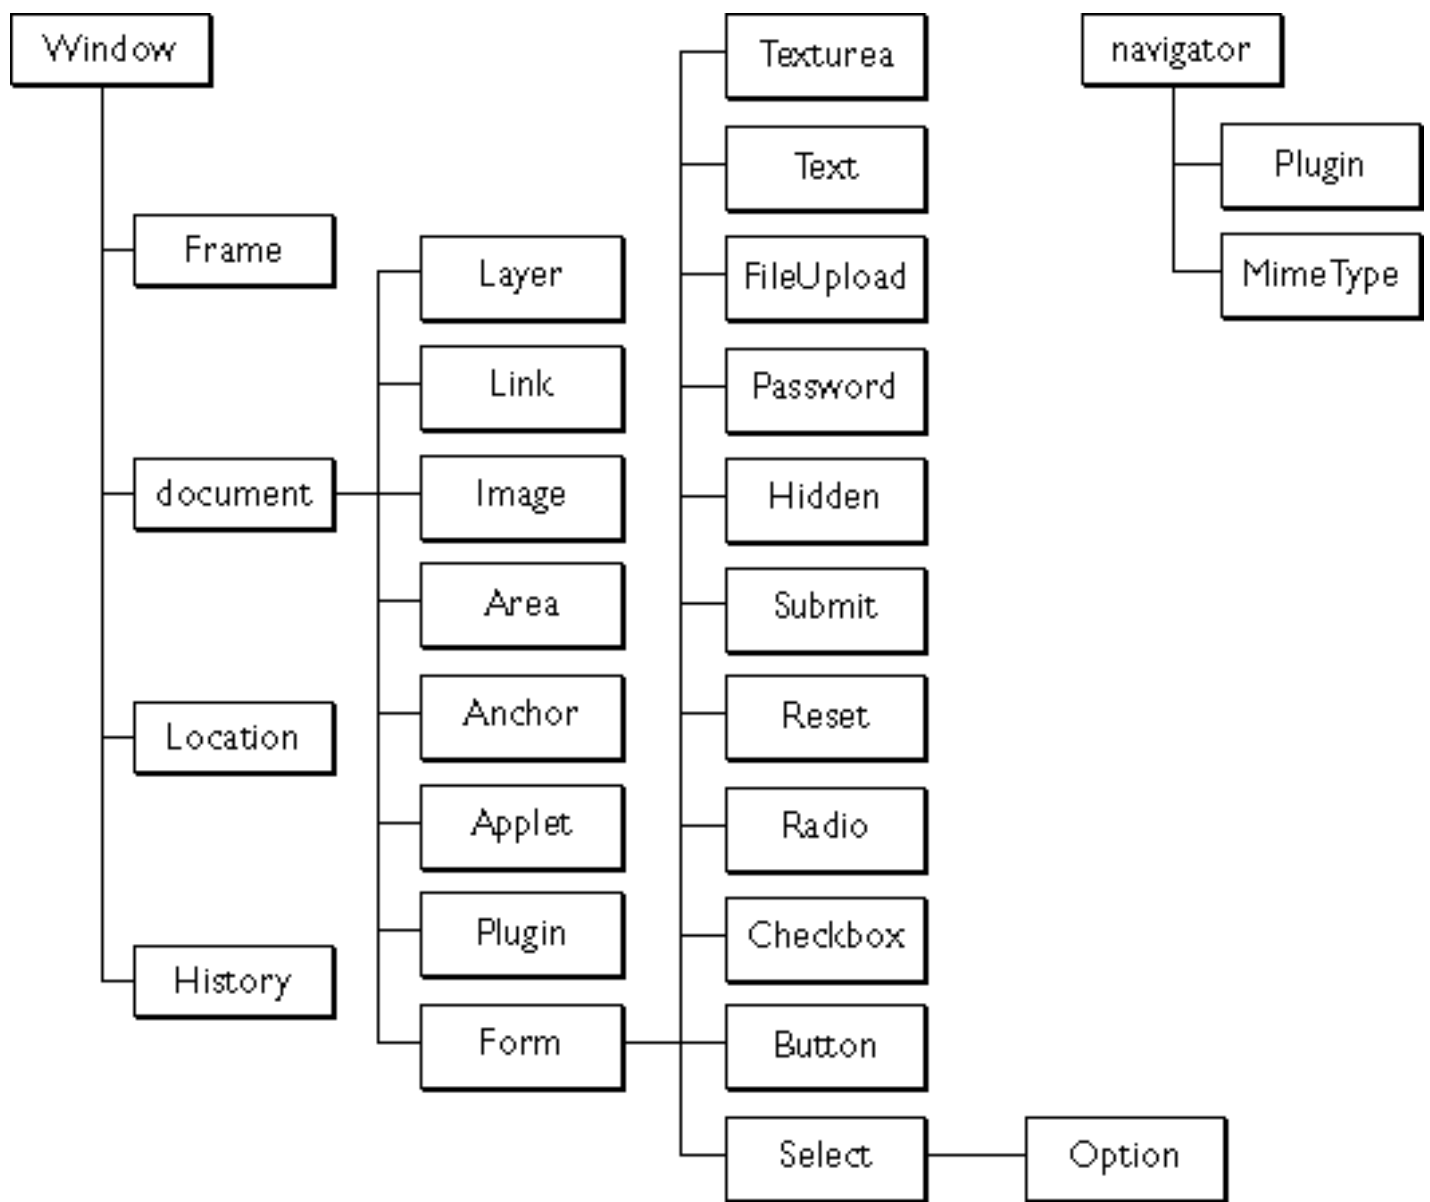 Window
Frame
document
Location
History
Layer
Link
Image
Area
Anchor
Applet
Plugin
Form
Texturea
Text
FileUpload
Password
Hidden
Submit
Reset
Radio
Checkbox
Button
Select
Option
navigator
Plugin
MimeType